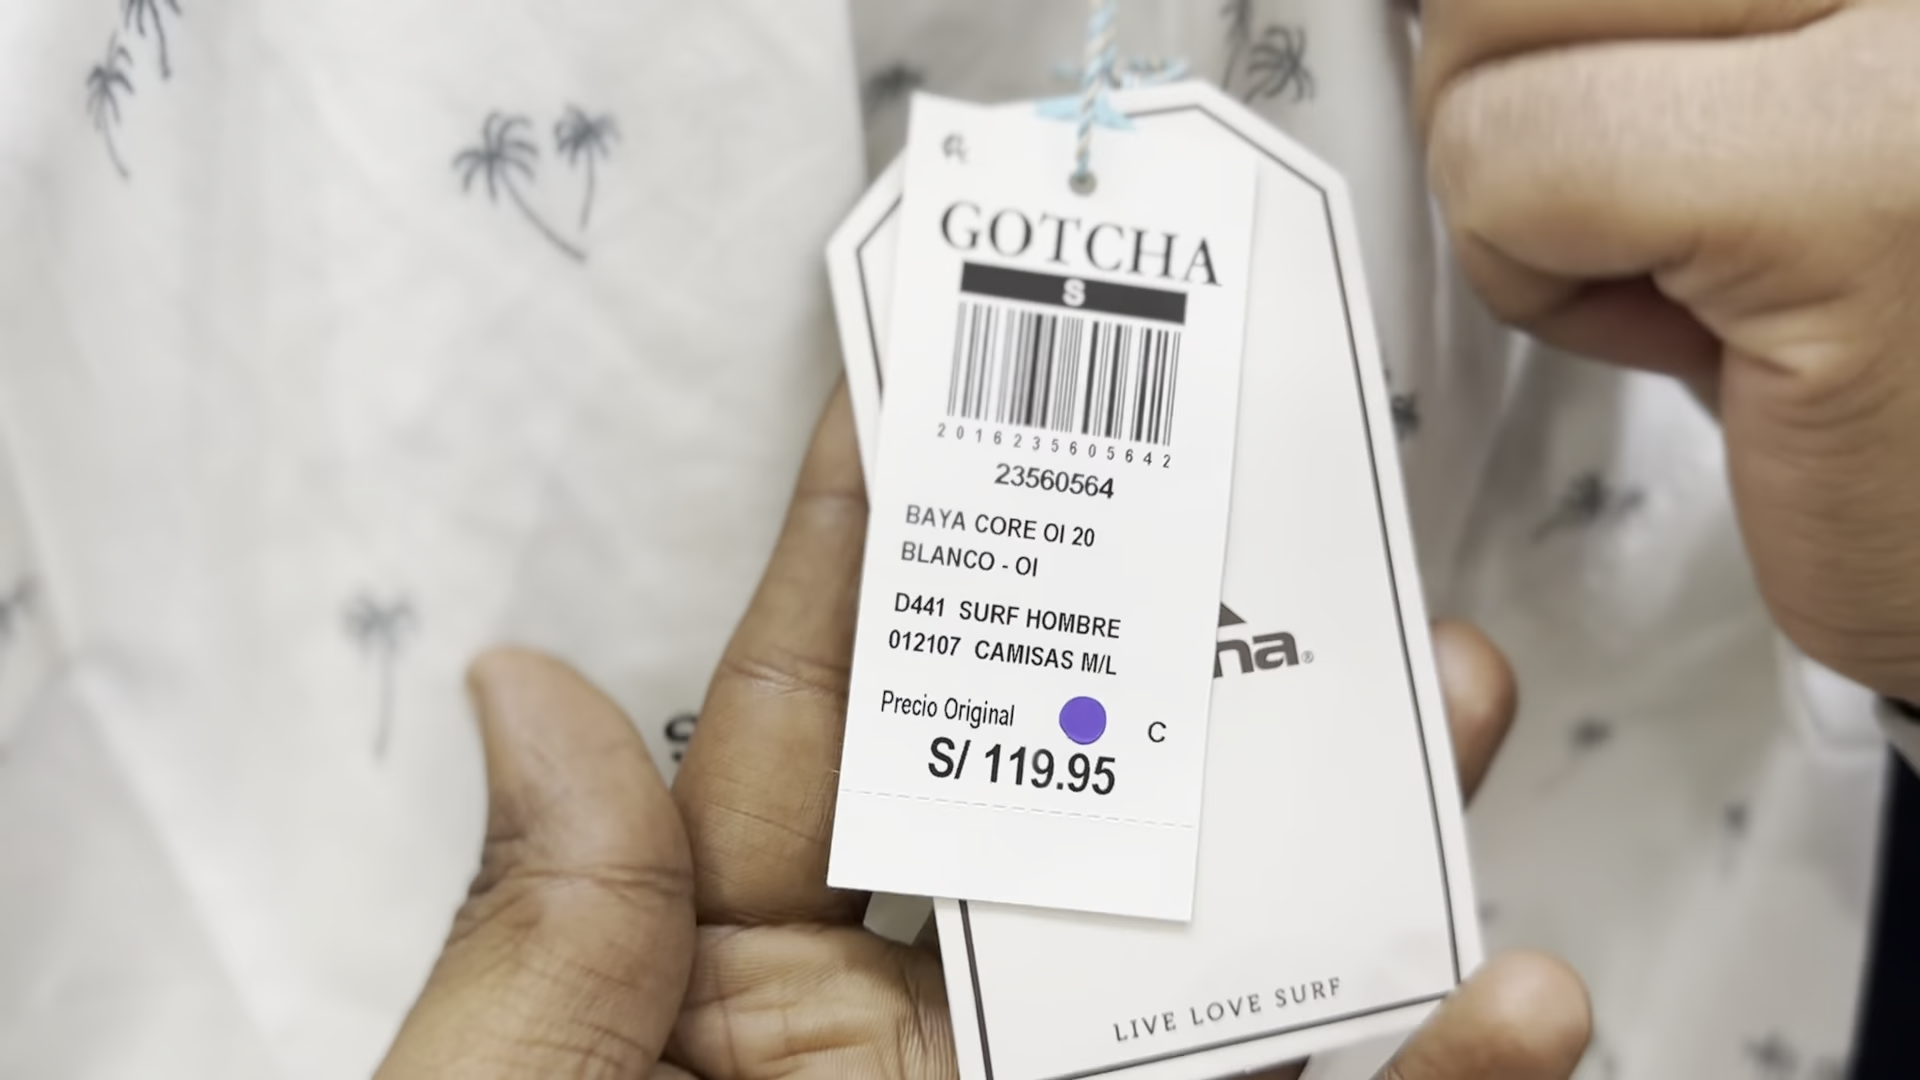 GOTCHA
S
2016235605642
23560564
BAYA CORE OI 20
BLANCO - OI
D441 SURF HOMBRE
012107 CAMISAS M/L
Precio Original C
S/ 119.95
LIVE LOVE SURF